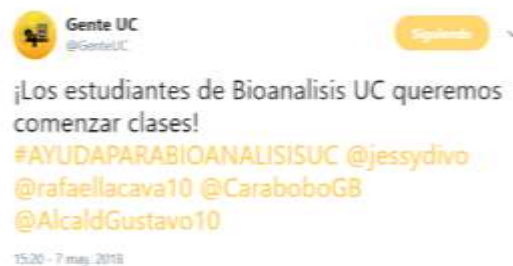 Gente UC
@GenteUC
Siguiendo
¡Los estudiantes de Bioanalisis UC queremos
comenzar clases!
#AYUDAPARABIOANALISISUC @jessydivo
@rafaellacava10 @CaraboboGB
@AlcaldGustavo10
15:20 - 7 may. 2018